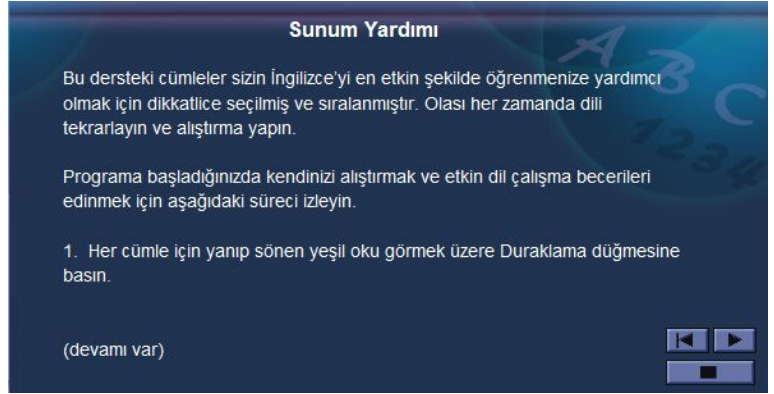 Sunum Yardımı
Bu dersteki cümleler sizin İngilizce'yi en etkin şekilde öğrenmenize yardımcı
olmak için dikkatlice seçilmiş ve sıralanmıştır. Olası her zamanda dili
tekrarlayın ve alıştırma yapın.
Programa başladığınızda kendinizi alıştırmak ve etkin dil çalışma becerileri
edinmek için aşağıdaki süreci izleyin.
1. Her cümle için yanıp sönen yeşil oku görmek üzere Duraklama düğmesine
basın.
(devamı var)
A B C
1234